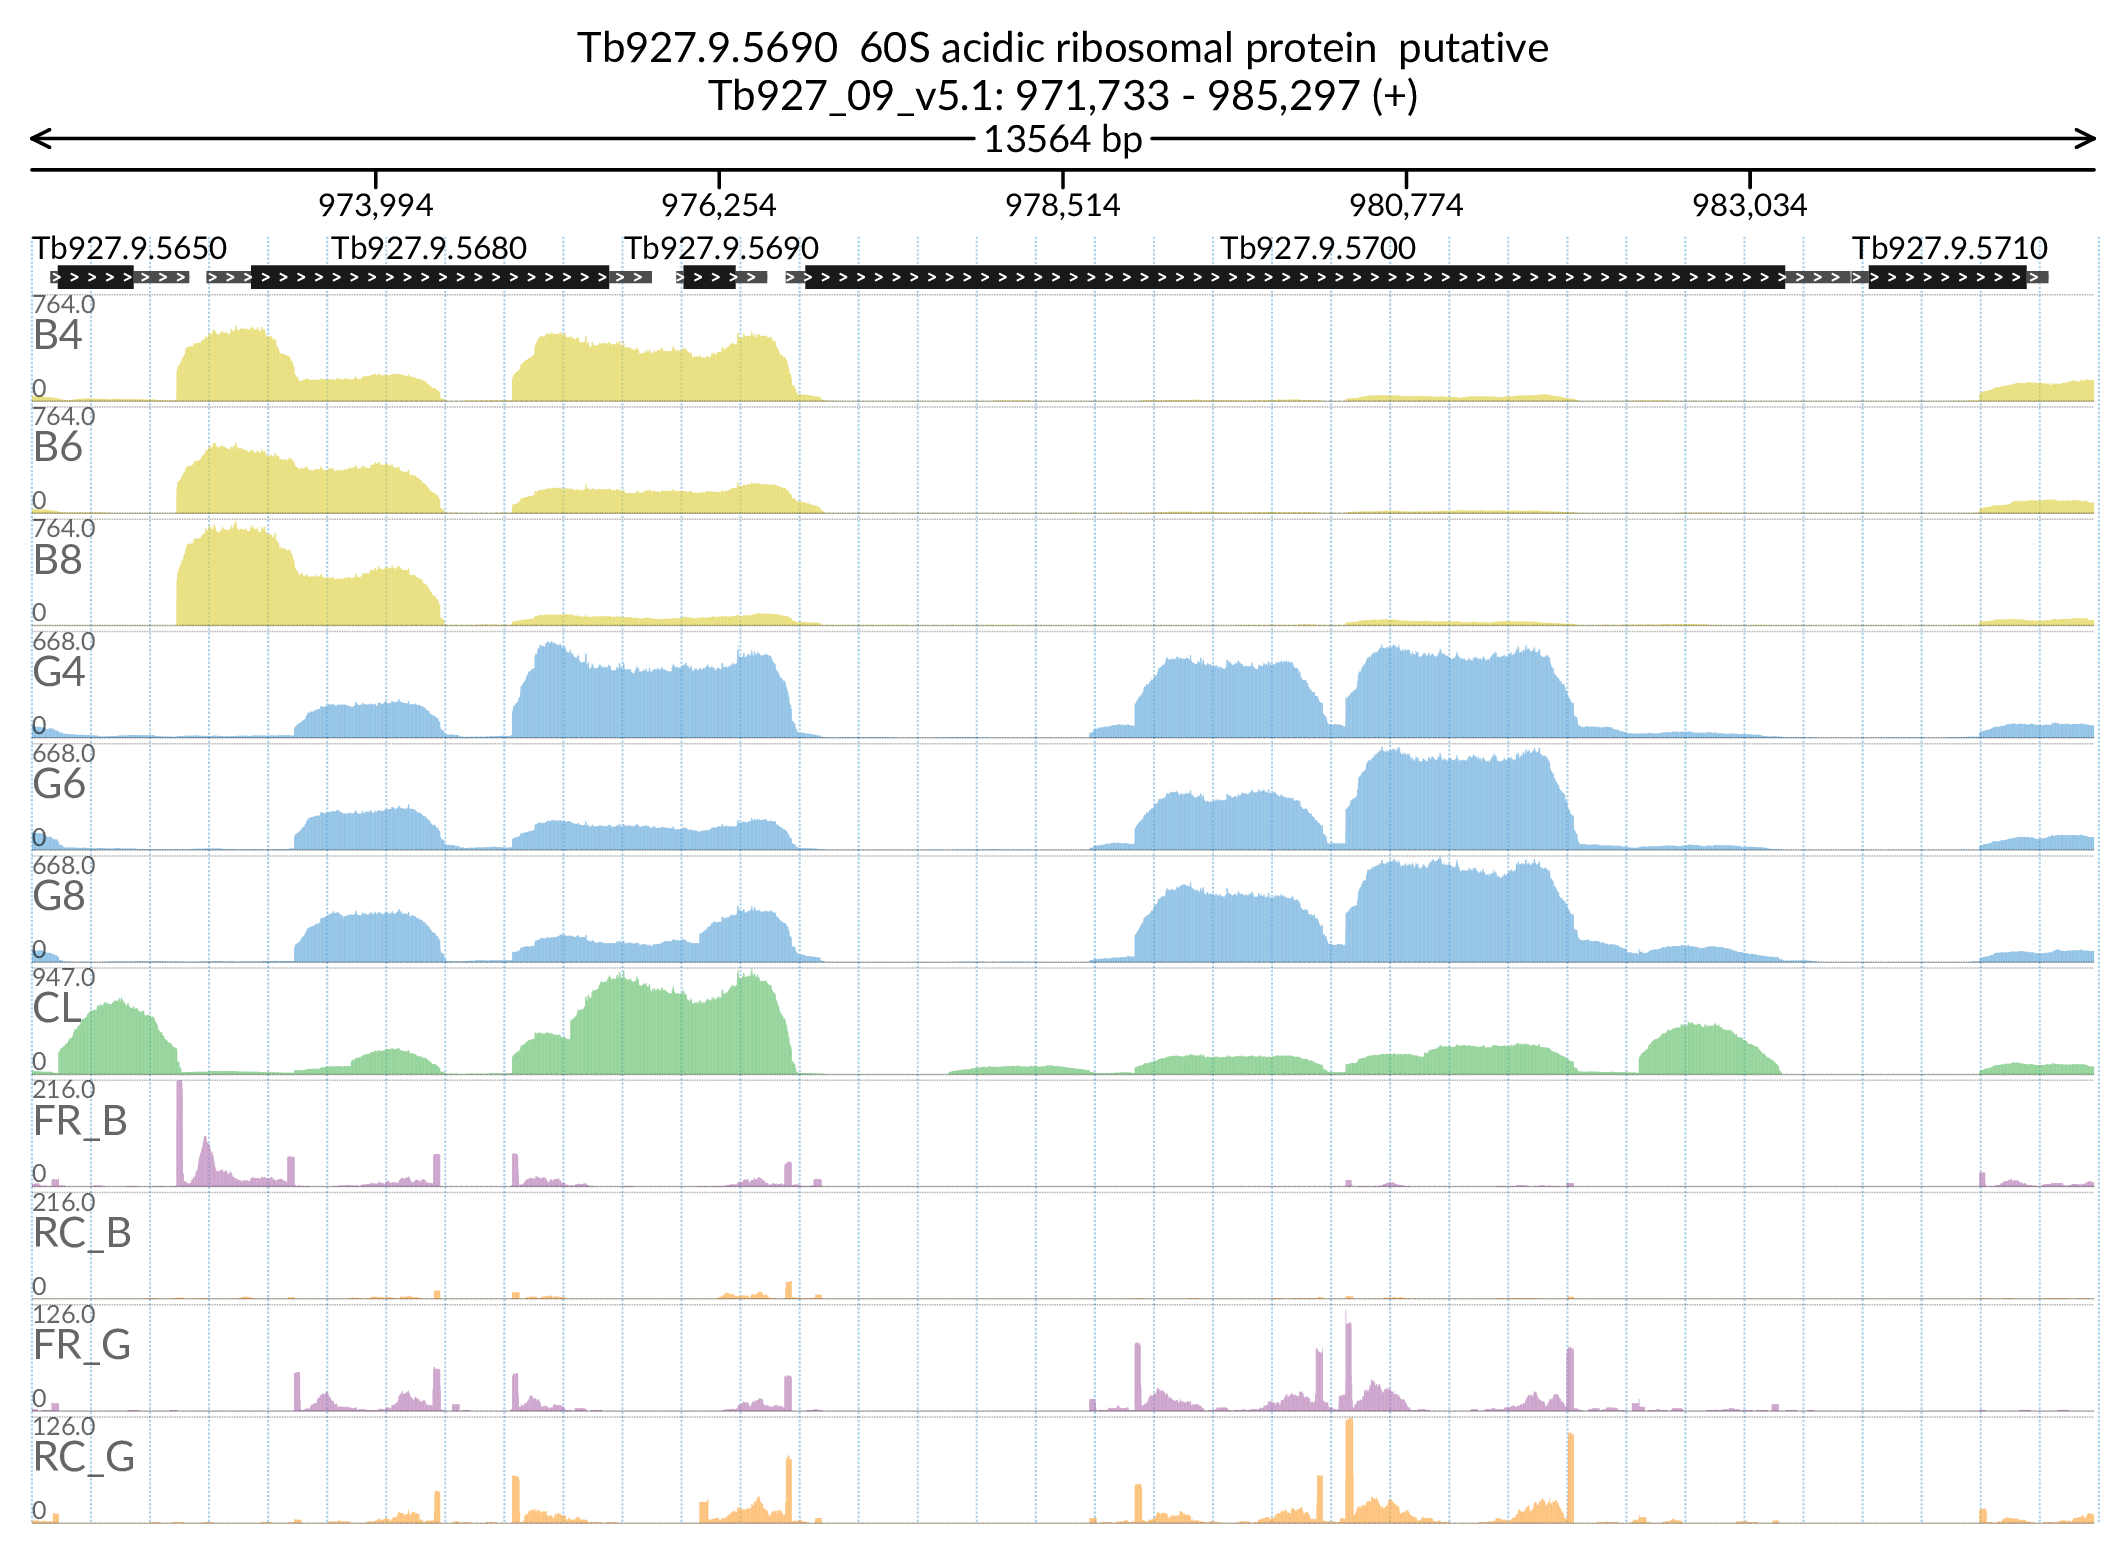 Tb927.9.5690  60S acidic ribosomal protein  putative
Tb927_09_v5.1: 971,733 - 985,297 (+)
13564 bp
973,994 976,254 978,514 980,774 983,034
Tb927.9.5650 Tb927.9.5680 Tb927.9.5690 Tb927.9.5700 Tb927.9.5710
764.0
B4
0
764.0
B6
0
764.0
B8
0
668.0
G4
0
668.0
G6
0
668.0
G8
0
947.0
CL
0
216.0
FR_B
0
216.0
RC_B
0
126.0
FR_G
0
126.0
RC_G
0